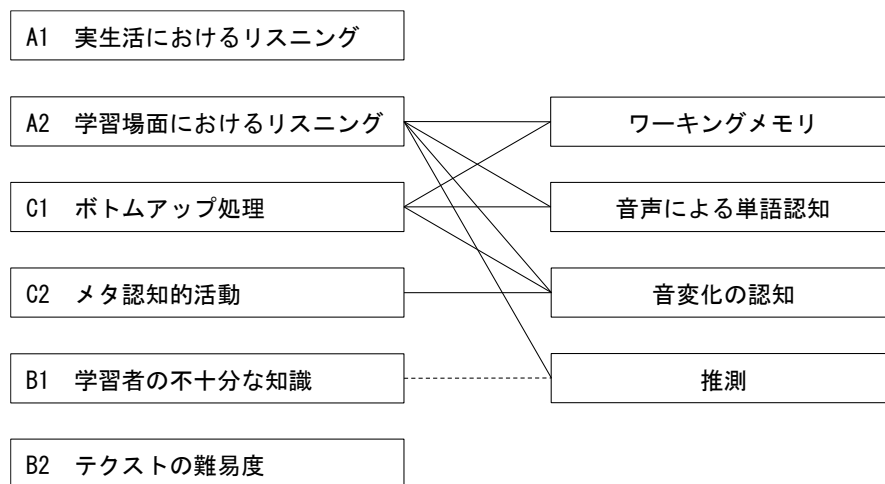 A1 実生活におけるリスニング
A2 学習場面におけるリスニング
ワーキングメモリ
C1 ボトムアップ処理
音声による単語認知
C2 メタ認知的活動
音変化の認知
B1 学習者の不十分な知識
推測
B2 テクストの難易度